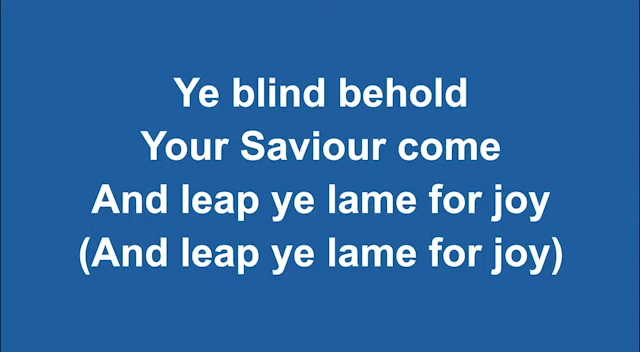 Ye blind behold
Your Saviour come
And leap ye lame for joy
(And leap ye lame for joy)